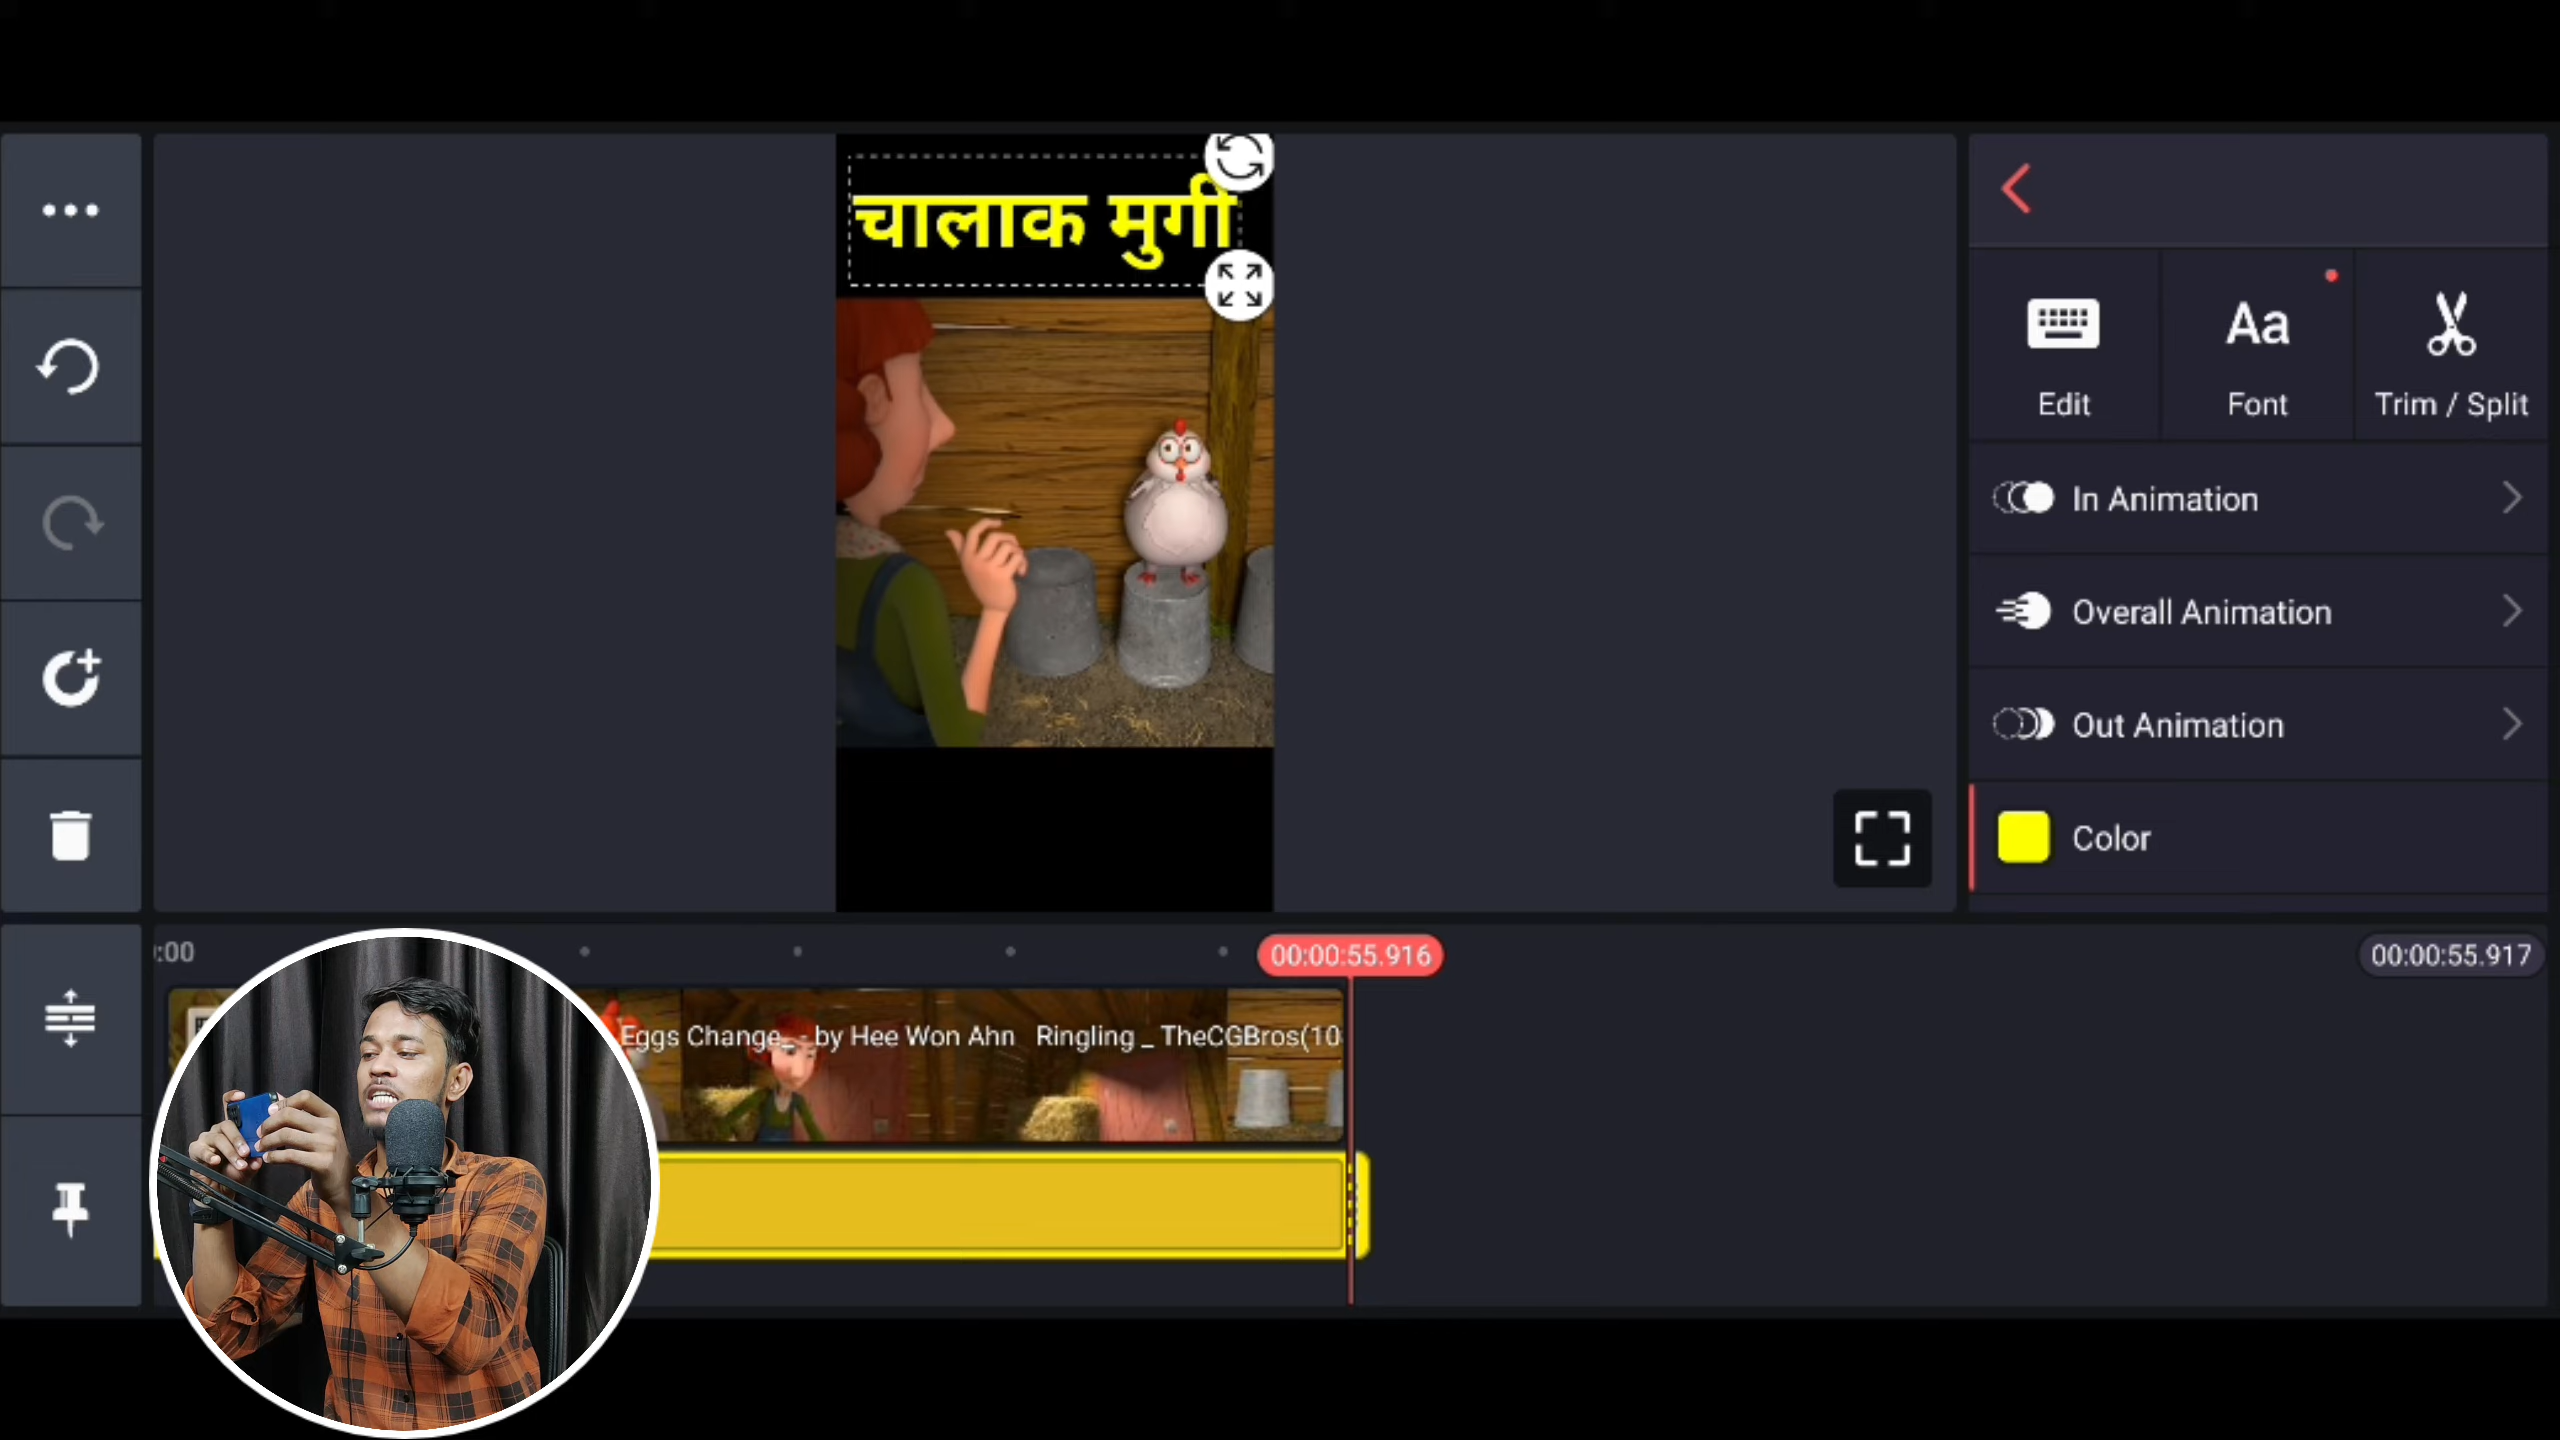 चालाक मुर्गी
Edit
Font
Aa
Trim / Split
In Animation
Overall Animation
Out Animation
Color
:00
00:00:55.916
00:00:55.917
Eggs Change_ - by Hee Won Ahn Ringling _ TheCGBros(10